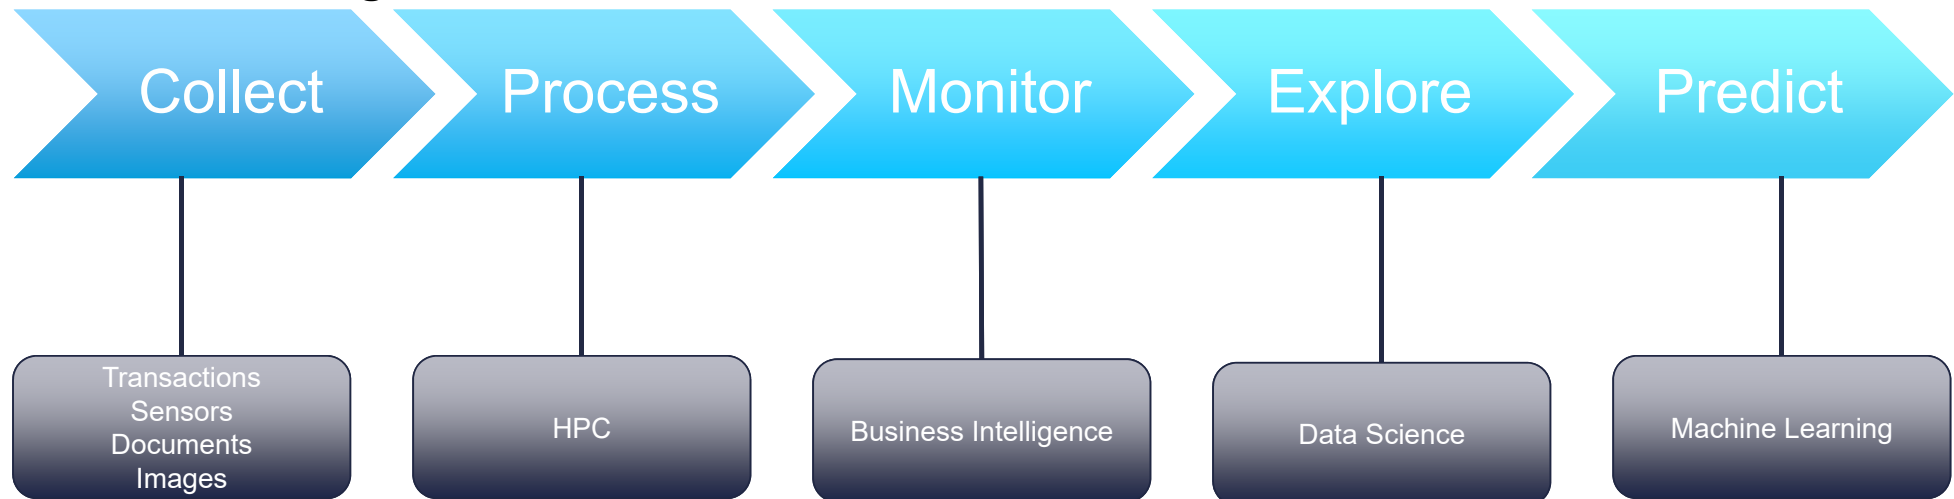 Collect
Process
Monitor
Explore
Predict
Transactions
Sensors
Documents
Images
HPC
Business Intelligence
Data Science
Machine Learning